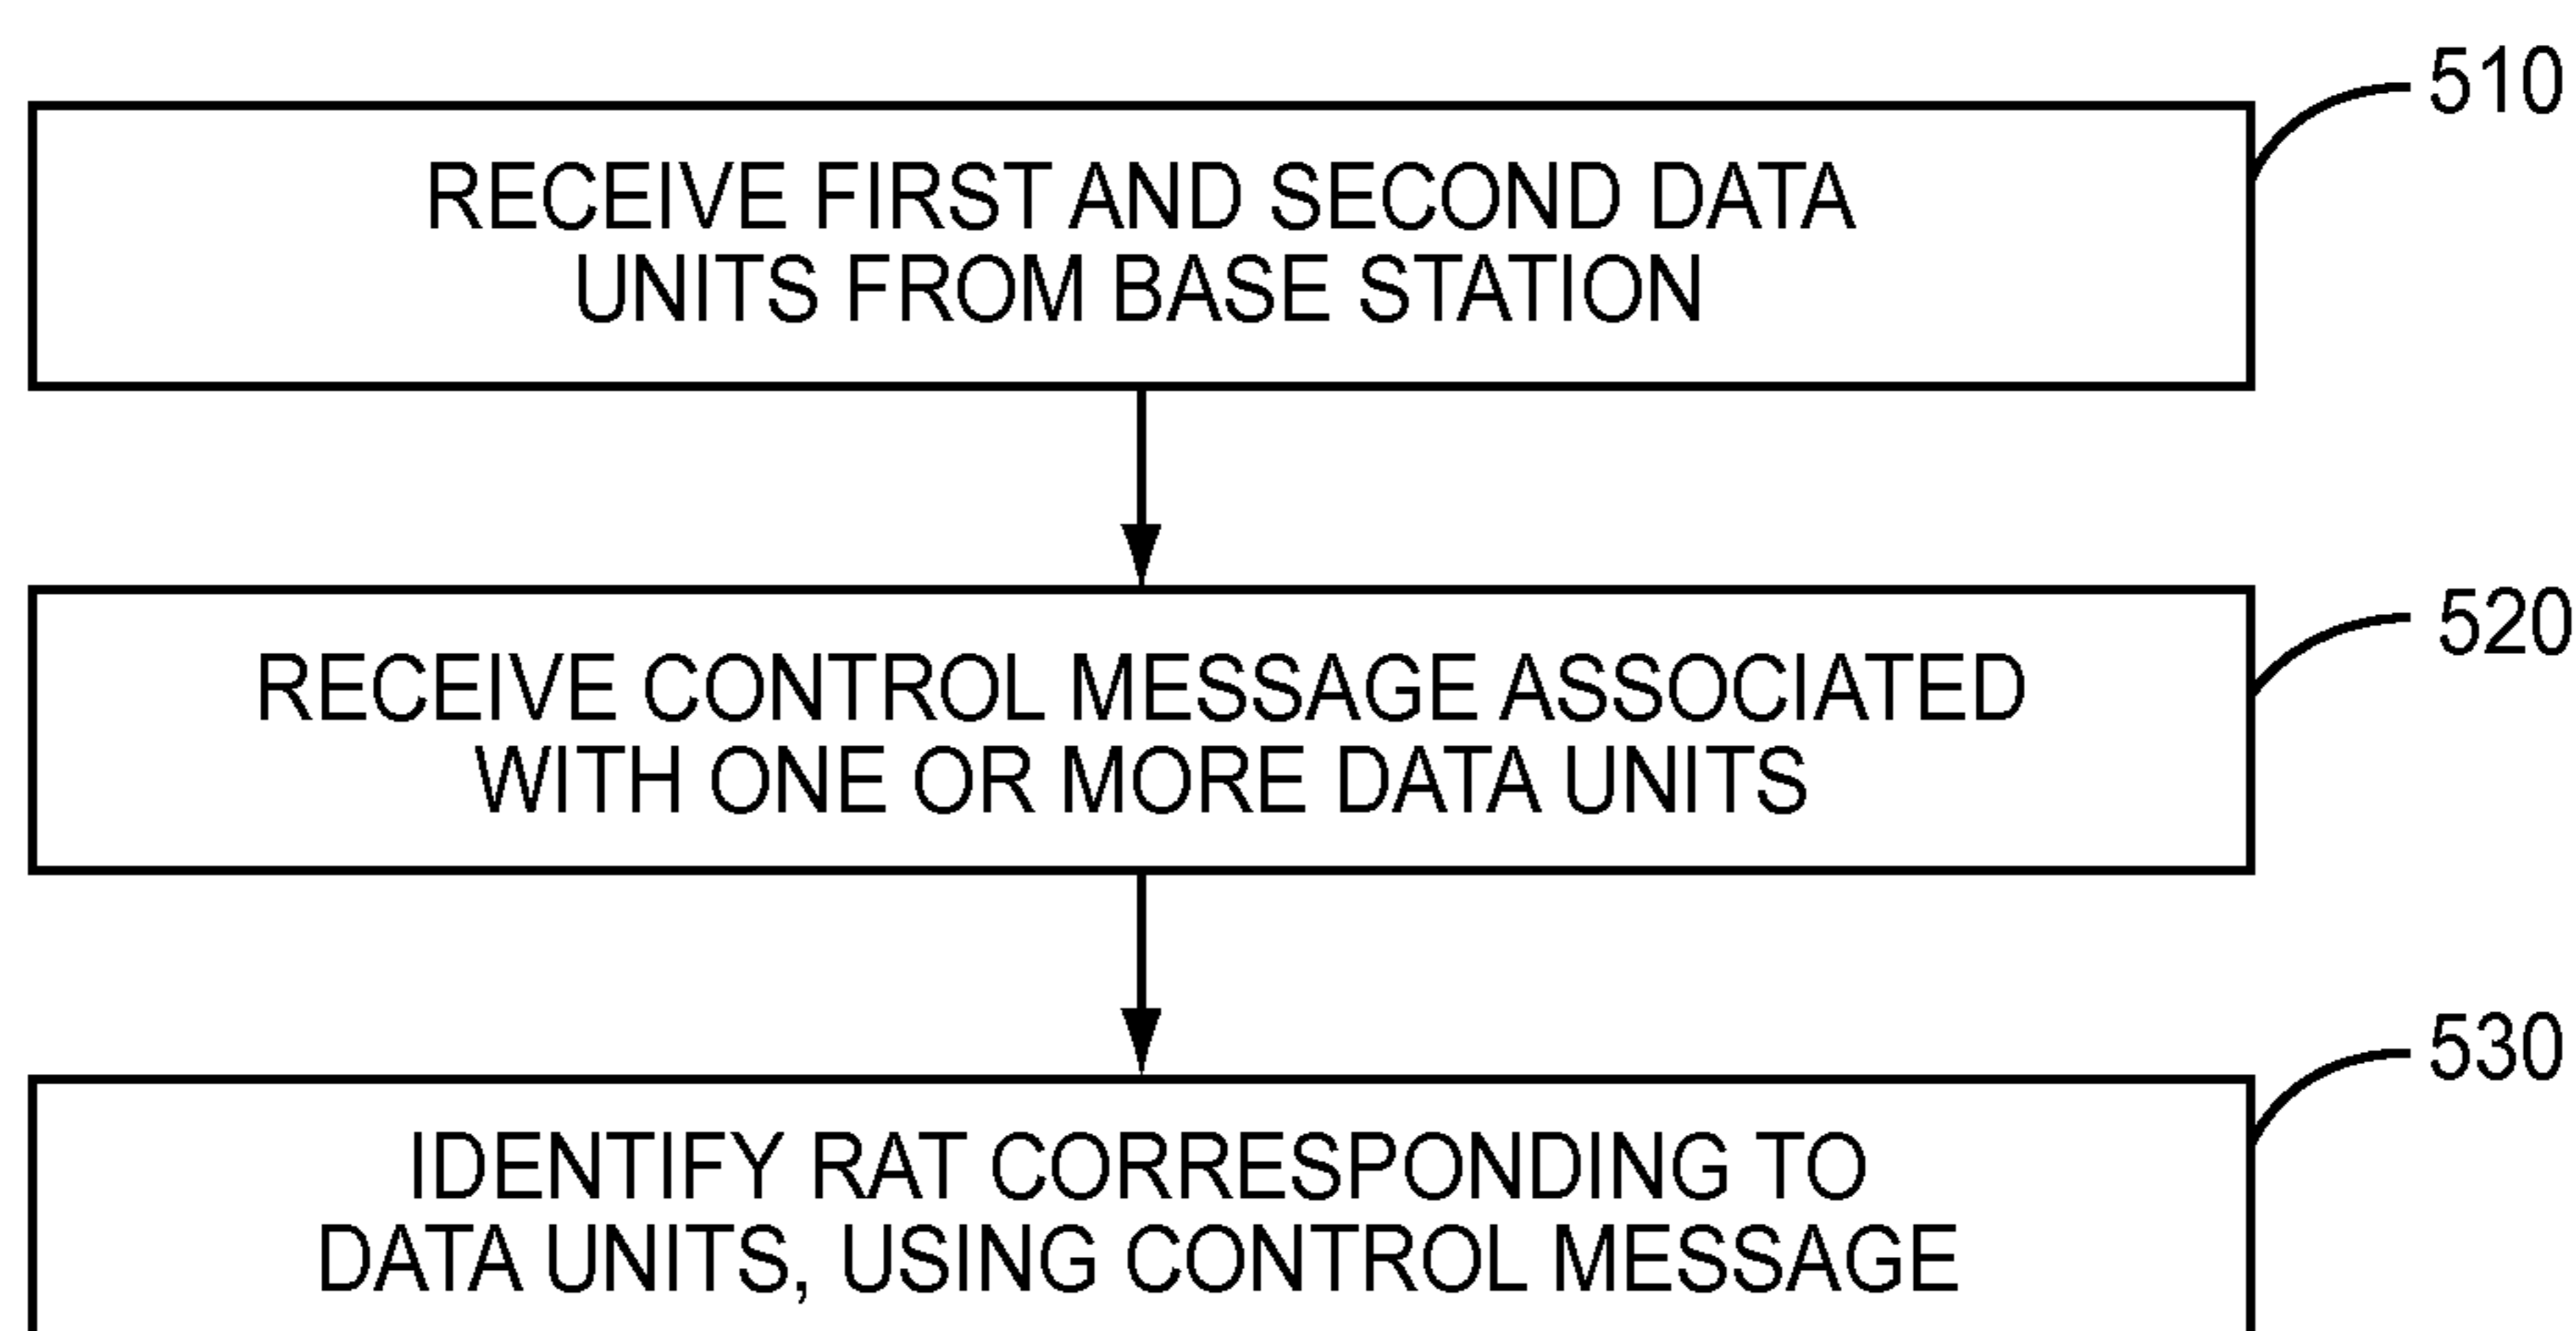 510
RECEIVE FIRST AND SECOND DATA
UNITS FROM BASE STATION
520
RECEIVE CONTROL MESSAGE ASSOCIATED
WITH ONE OR MORE DATA UNITS
530
IDENTIFY RAT CORRESPONDING TO
DATA UNITS, USING CONTROL MESSAGE